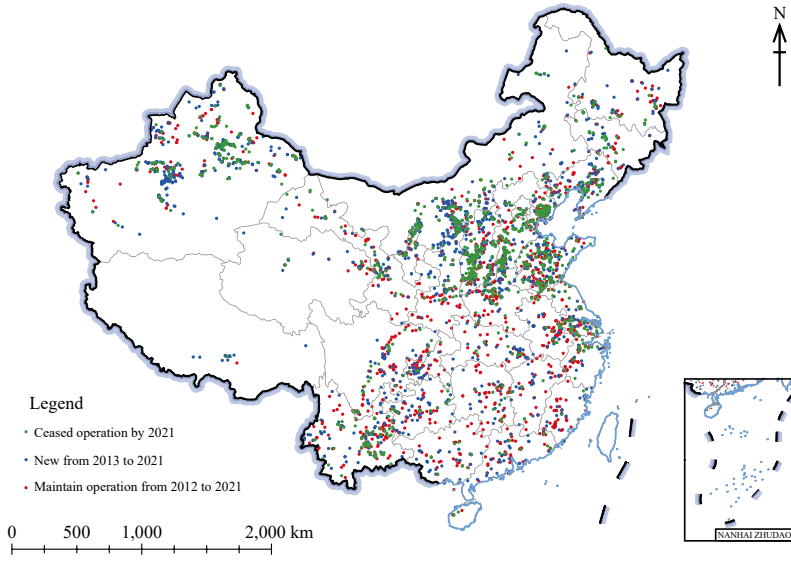 N
Legend
Ceased operation by 2021
New from 2013 to 2021
Maintain operation from 2012 to 2021
0 500 1,000 2,000 km
NANHAI ZHUDAO